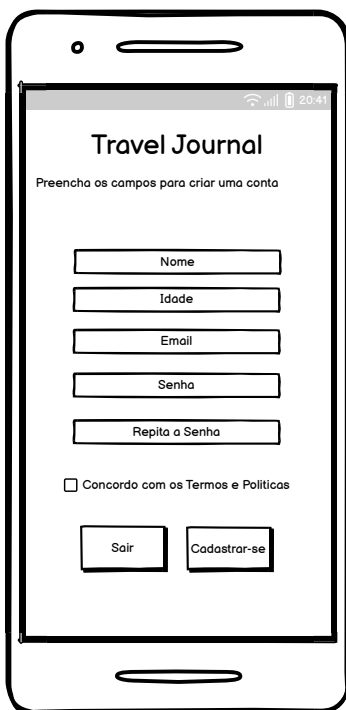 20:41
Travel Journal
Preencha os campos para criar uma conta
Nome
Idade
Email
Senha
Repita a Senha
Concordo com os Termos e Politicas
Sair
Cadastrar-se